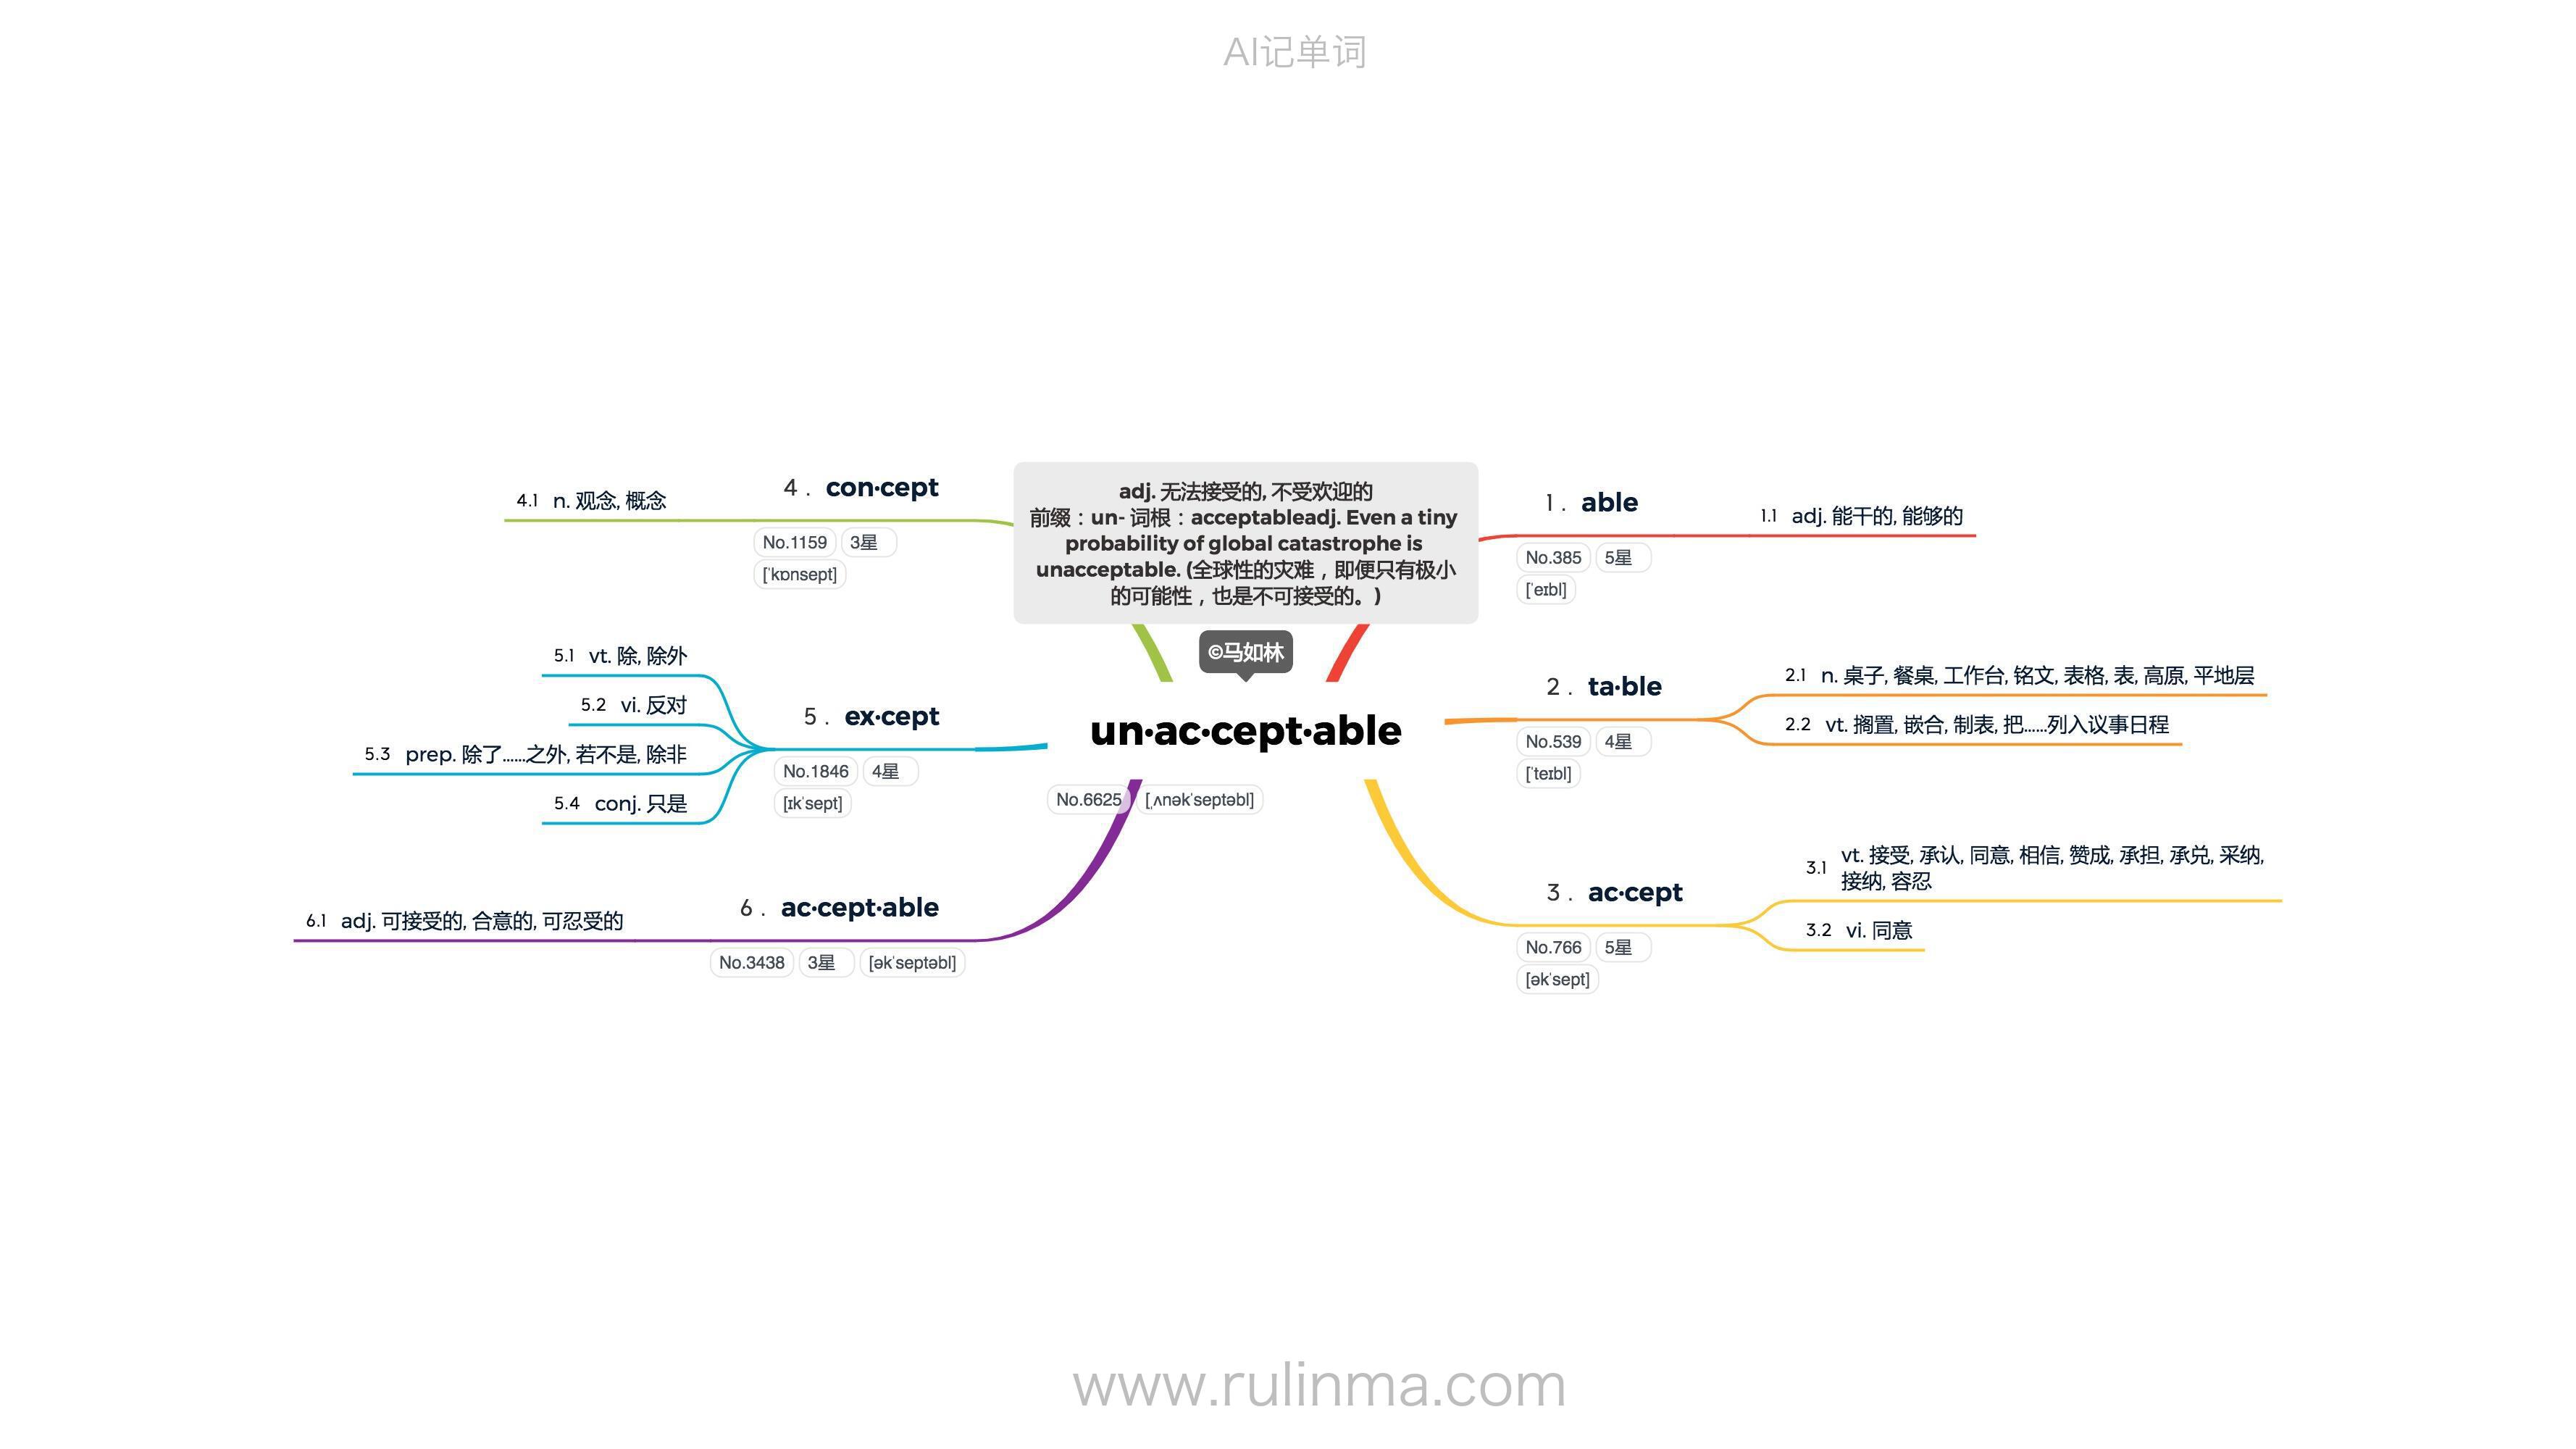 AI记单词
adj. 无法接受的, 不受欢迎的
前缀：un- 词根：acceptableadj. Even a tiny
probability of global catastrophe is
unacceptable. (全球性的灾难，即便只有极小
的可能性，也是不可接受的。)
©马如林
un·ac·cept·able
No.6625 [ˌʌnəkˈseptəbl]
1. able
No.385 5星
[ˈeɪbl]
1.1 adj. 能干的, 能够的
2. ta·ble
No.539 4星
[ˈteɪbl]
2.1 n. 桌子, 餐桌, 工作台, 铭文, 表格, 表, 高原, 平地层
2.2 vt. 搁置, 嵌合, 制表, 把……列入议事日程
3. ac·cept
No.766 5星
[əkˈsept]
3.1 vt. 接受, 承认, 同意, 相信, 赞成, 承担, 承兑, 采纳,
接纳, 容忍
3.2 vi. 同意
4. con·cept
No.1159 3星
[ˈkɒnsept]
4.1 n. 观念, 概念
5. ex·cept
No.1846 4星
[ɪkˈsept]
5.1 vt. 除, 除外
5.2 vi. 反对
5.3 prep. 除了……之外, 若不是, 除非
5.4 conj. 只是
6. ac·cept·able
No.3438 3星 [əkˈseptəbl]
6.1 adj. 可接受的, 合意的, 可忍受的
www.rulinma.com